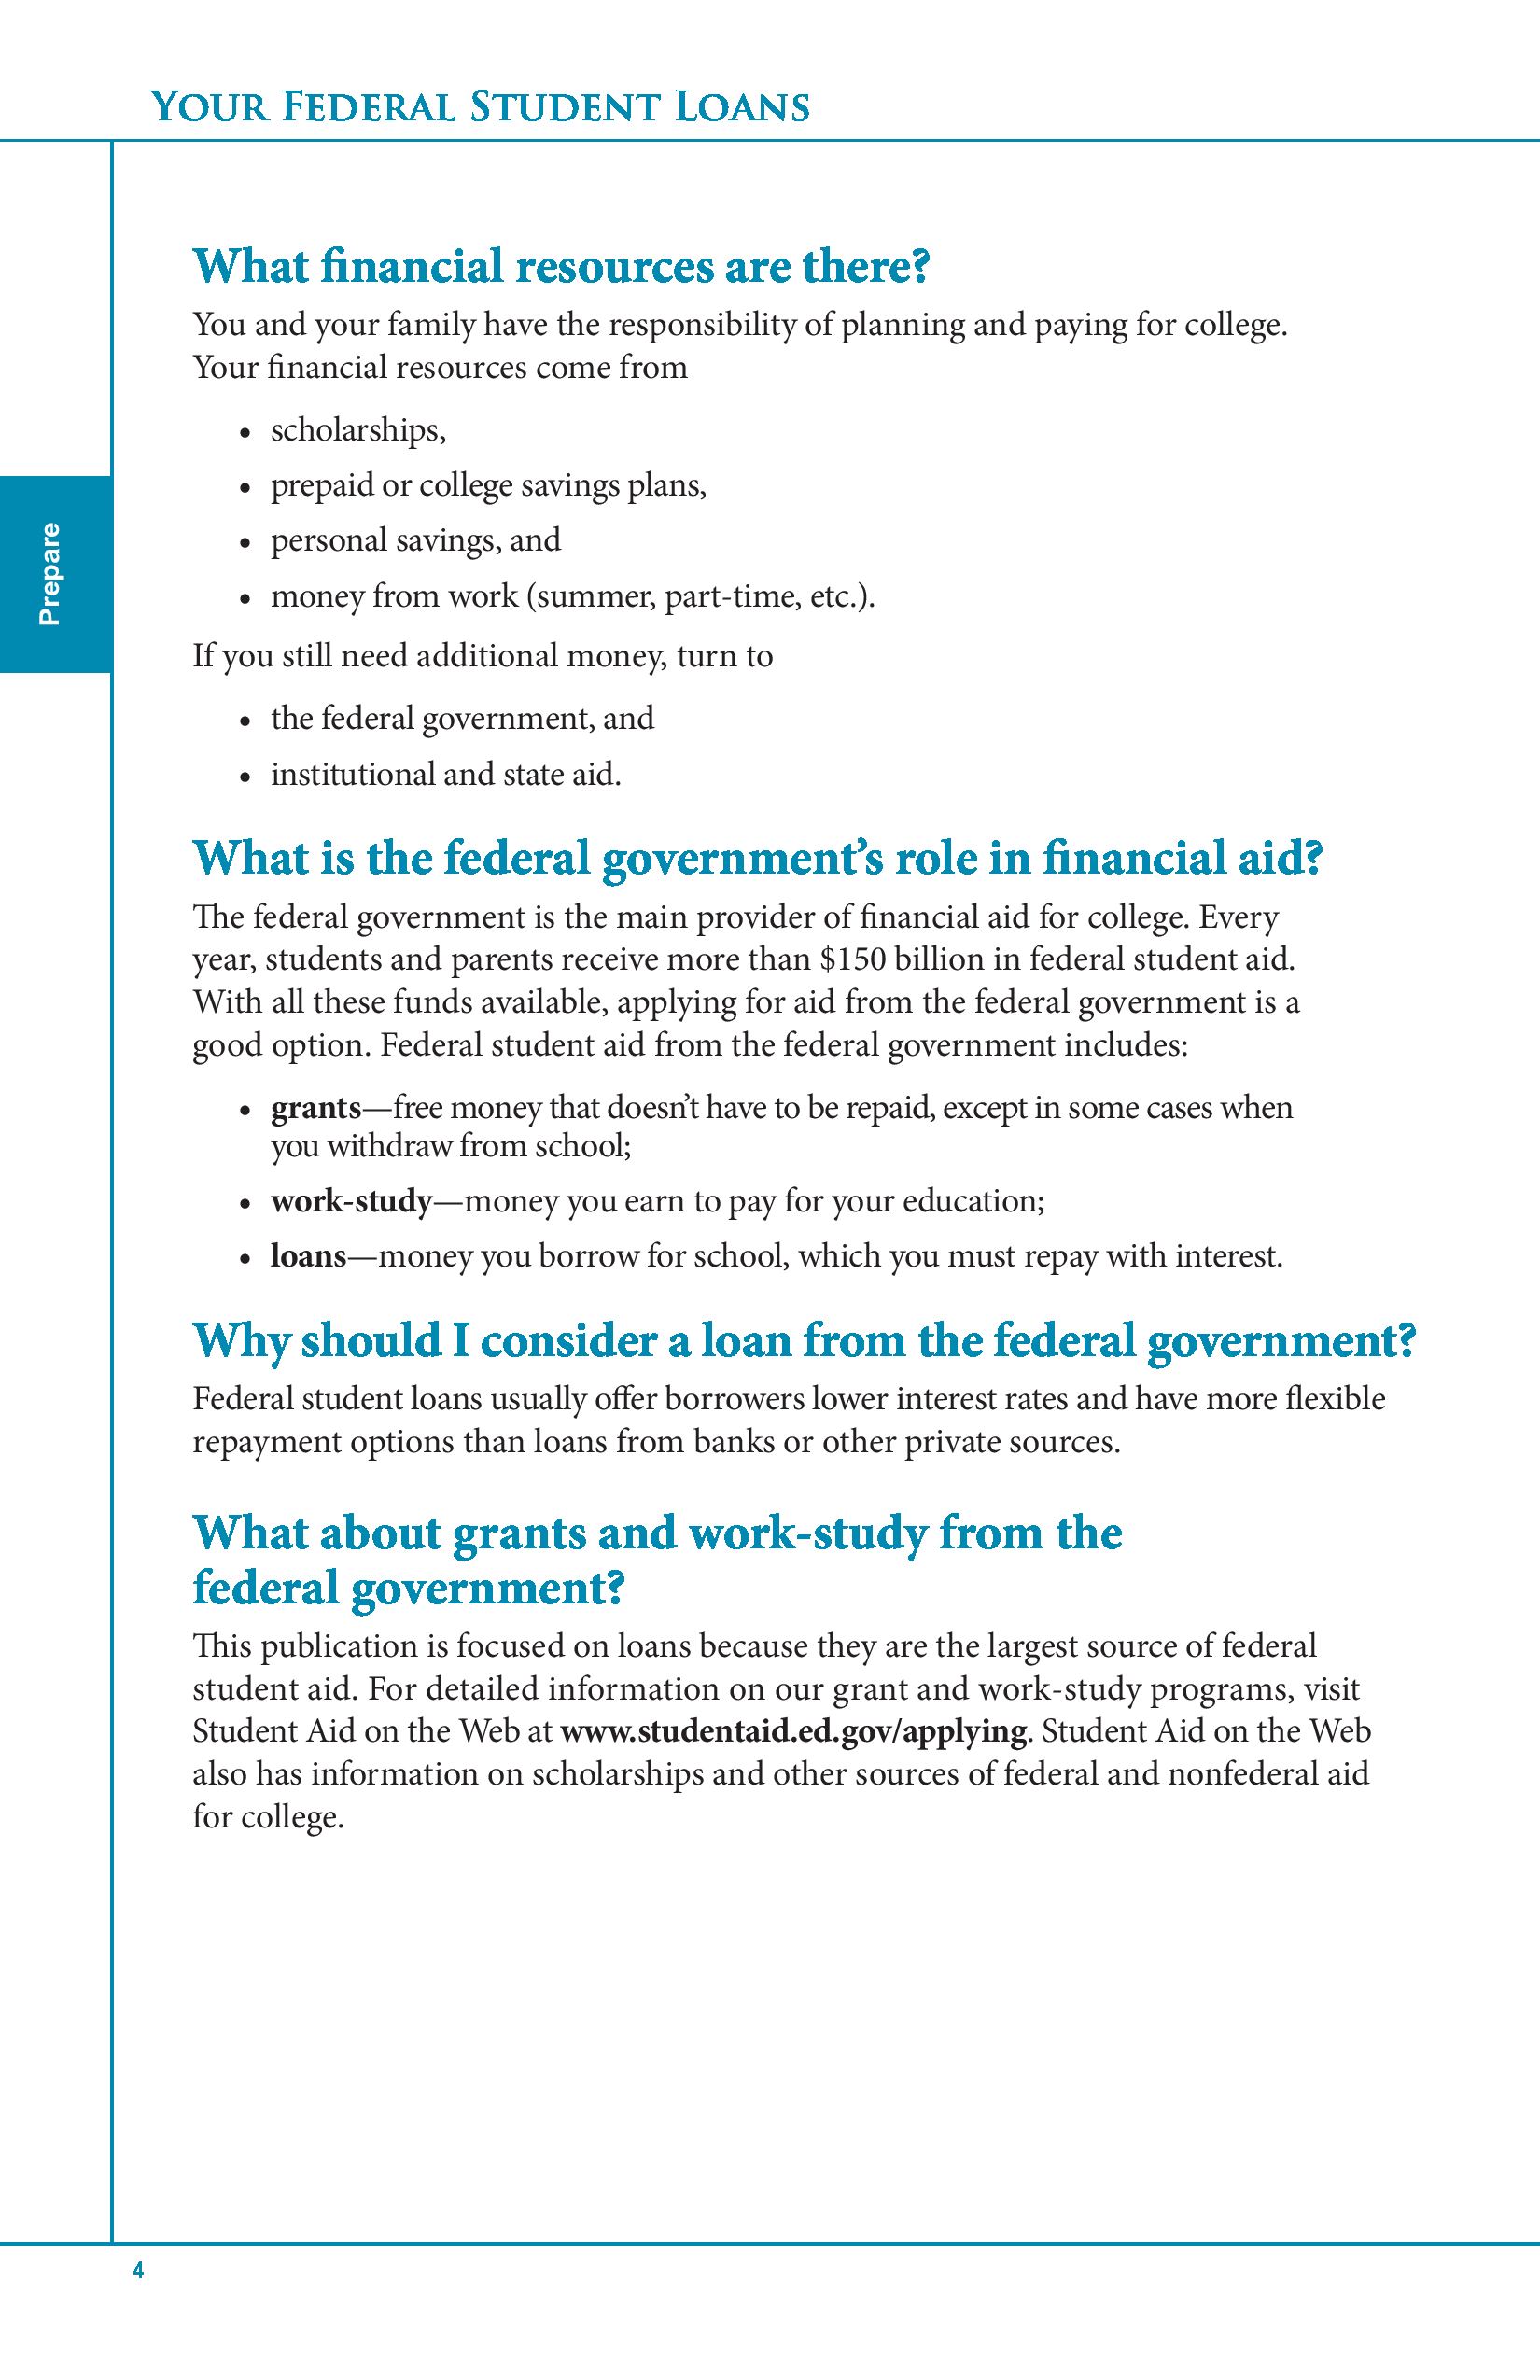 Your Federal Student Loans
What financial resources are there?
You and your family have the responsibility of planning and paying for college.
Your financial resources come from
• scholarships,
• prepaid or college savings plans,
• personal savings, and
• money from work (summer, part-time, etc.).
Prepare
If you still need additional money, turn to
• the federal government, and
• institutional and state aid.
What is the federal government’s role in financial aid?
The federal government is the main provider of financial aid for college. Every
year, students and parents receive more than $150 billion in federal student aid.
With all these funds available, applying for aid from the federal government is a
good option. Federal student aid from the federal government includes:
• grants—free money that doesn’t have to be repaid, except in some cases when
you withdraw from school;
• work-study—money you earn to pay for your education;
• loans—money you borrow for school, which you must repay with interest.
Why should I consider a loan from the federal government?
Federal student loans usually offer borrowers lower interest rates and have more flexible
repayment options than loans from banks or other private sources.
What about grants and work-study from the
federal government?
This publication is focused on loans because they are the largest source of federal
student aid. For detailed information on our grant and work-study programs, visit
Student Aid on the Web at www.studentaid.ed.gov/applying. Student Aid on the Web
also has information on scholarships and other sources of federal and nonfederal aid
for college.
4